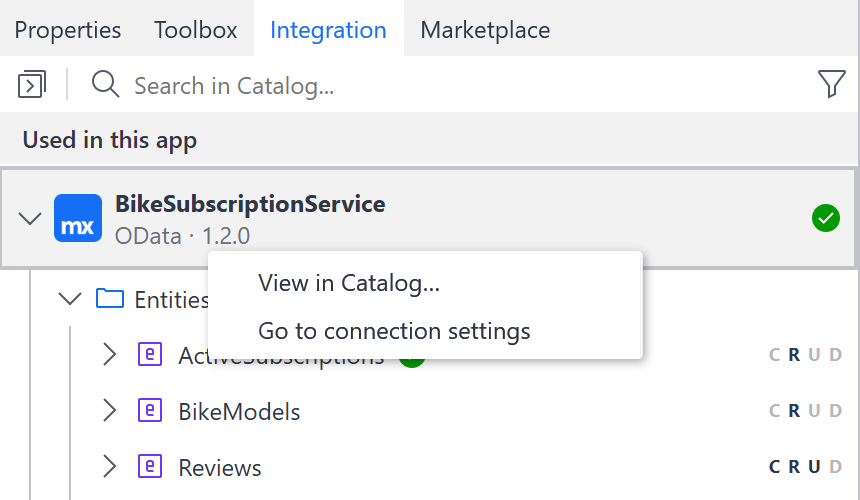 Properties Toolbox Integration Marketplace
Search in Catalog...
Used in this app
BikeSubscriptionService
mx
OData · 1.2.0
View in Catalog...
Entities
Go to connection settings
ActiveSubscriptions C R U D
BikeModels C R U D
Reviews C R U D